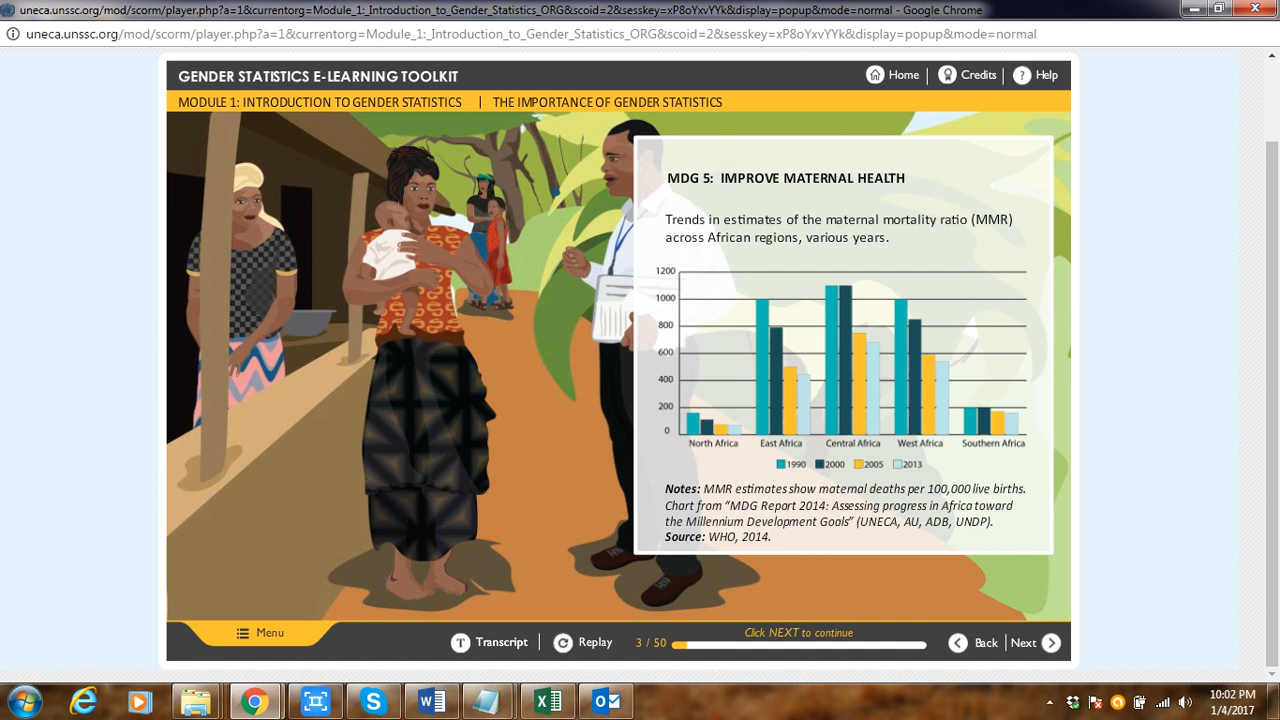 uneca.unssc.org/mod/scorm/player.php?a=1&currentorg=Module_1:_Introduction_to_Gender_Statistics_ORG&scoid=2&sesskey=xP8oYxvYYk&display=popup&mode=normal - Google Chrome
uneca.unssc.org/mod/scorm/player.php?a=1&currentorg=Module_1:_Introduction_to_Gender_Statistics_ORG&scoid=2&sesskey=xP8oYxvYYk&display=popup&mode=normal
GENDER STATISTICS E-LEARNING TOOLKIT
Home
Credits
? Help
MODULE 1: INTRODUCTION TO GENDER STATISTICS | THE IMPORTANCE OF GENDER STATISTICS
MDG 5: IMPROVE MATERNAL HEALTH
Trends in estimates of the maternal mortality ratio (MMR)
across African regions, various years.
1200
1000
800
600
400
200
0
North Africa East Africa Central Africa West Africa Southern Africa
1990 2000 2005 2013
Notes: MMR estimates show maternal deaths per 100,000 live births.
Chart from “MDG Report 2014: Assessing progress in Africa toward
the Millennium Development Goals” (UNECA, AU, ADB, UNDP).
Source: WHO, 2014.
Click NEXT to continue
Menu
T Transcript
Replay
3 / 50
Back
Next
10:02 PM
1/4/2017